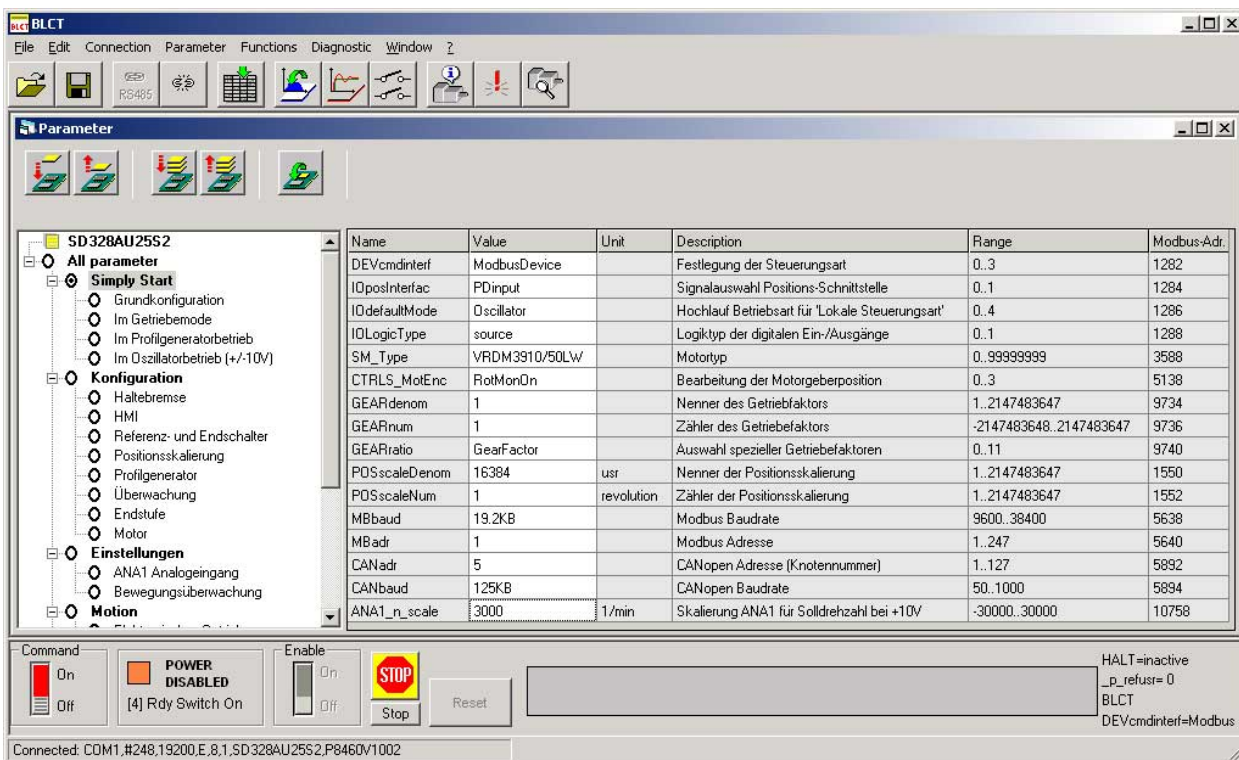 BLCT BLCT
File Edit Connection Parameter Functions Diagnostic Window ?
RS485
Parameter
SD328AU25S2
All parameter
Simply Start
Grundkonfiguration
Im Getriebemode
Im Profilgeneratorbetrieb
Im Oszillatorbetrieb (+/-10V)
Konfiguration
Haltebremse
HMI
Referenz- und Endschalter
Positionsskalierung
Profilgenerator
Überwachung
Endstufe
Motor
Einstellungen
ANA1 Analogeingang
Bewegungsüberwachung
Motion
Name Value Unit Description Range Modbus-Adr.
DEVcmdinterf ModbusDevice Festlegung der Steuerungsart 0..3 1282
IOposInterfac PDinput Signalauswahl Positions-Schnittstelle 0..1 1284
IOdefaultMode Oscillator Hochlauf Betriebsart für 'Lokale Steuerungsart' 0..4 1286
IOLogicType source Logiktyp der digitalen Ein-/Ausgänge 0..1 1288
SM_Type VRDM3910/50LW Motortyp 0..99999999 3588
CTRLS_MotEnc RotMonOn Bearbeitung der Motorgeberposition 0..3 5138
GEARdenom 1 Nenner des Getriebfaktors 1..2147483647 9734
GEARnum 1 Zähler des Getriebefaktors -2147483648..2147483647 9736
GEARratio GearFactor Auswahl spezieller Getriebefaktoren 0..11 9740
POSscaleDenom 16384 usr Nenner der Positionsskalierung 1..2147483647 1550
POSscaleNum 1 revolution Zähler der Positionsskalierung 1..2147483647 1552
MBbaud 19.2KB Modbus Baudrate 9600..38400 5638
MBadr 1 Modbus Adresse 1..247 5640
CANadr 5 CANopen Adresse (Knotennummer) 1..127 5892
CANbaud 125KB CANopen Baudrate 50..1000 5894
ANA1_n_scale 3000 1/min Skalierung ANA1 für Solldrehzahl bei +10V -30000..30000 10758
Command
On
Off
POWER
DISABLED
[4] Rdy Switch On
Enable
On
Off
STOP
Stop
Reset
HALT=inactive
_p_refusr= 0
BLCT
DEVcmdinterf=Modbus
Connected: COM1,#248,19200,E,8,1,SD328AU25S2,P8460V1002